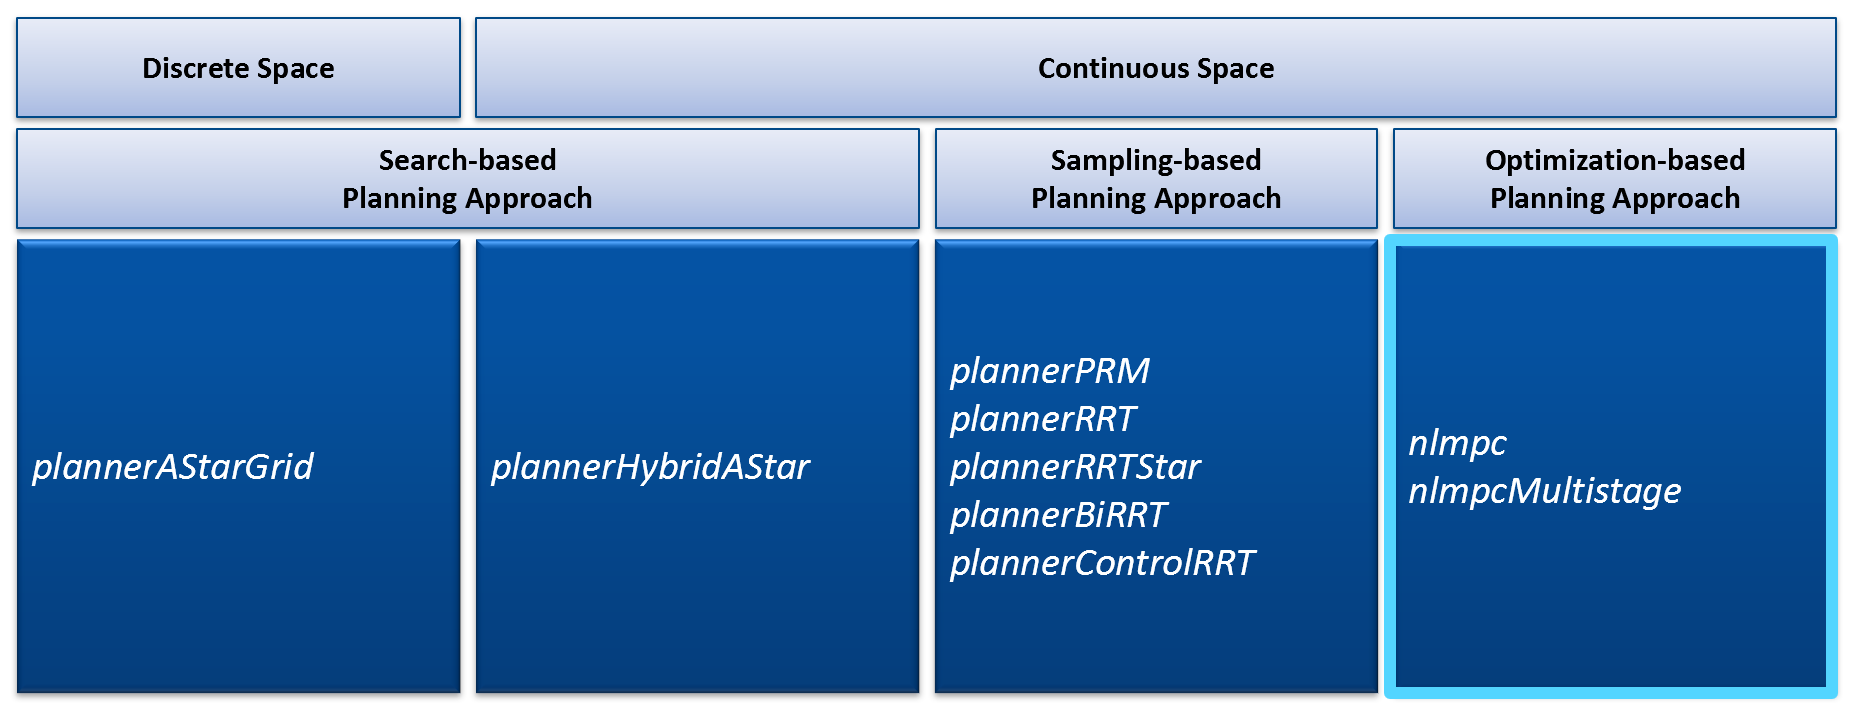 Discrete Space
Continuous Space
Search-based
Planning Approach
Sampling-based
Planning Approach
Optimization-based
Planning Approach
plannerAStarGrid
plannerHybridAStar
plannerPRM
plannerRRT
plannerRRTStar
plannerBiRRT
plannerControlRRT
nlmpc
nlmpcMultistage